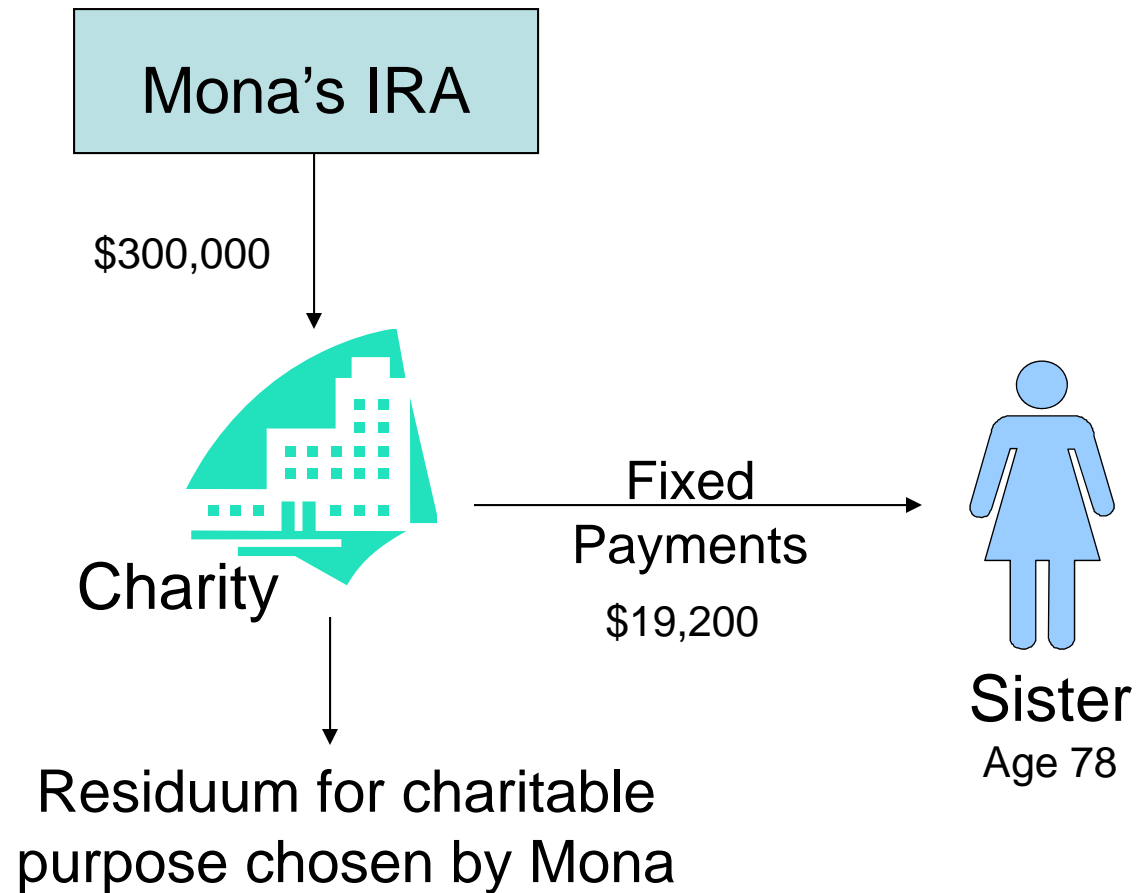 Mona’s IRA
$300,000
Charity
Fixed
Payments
$19,200
Sister
Age 78
Residuum for charitable
purpose chosen by Mona